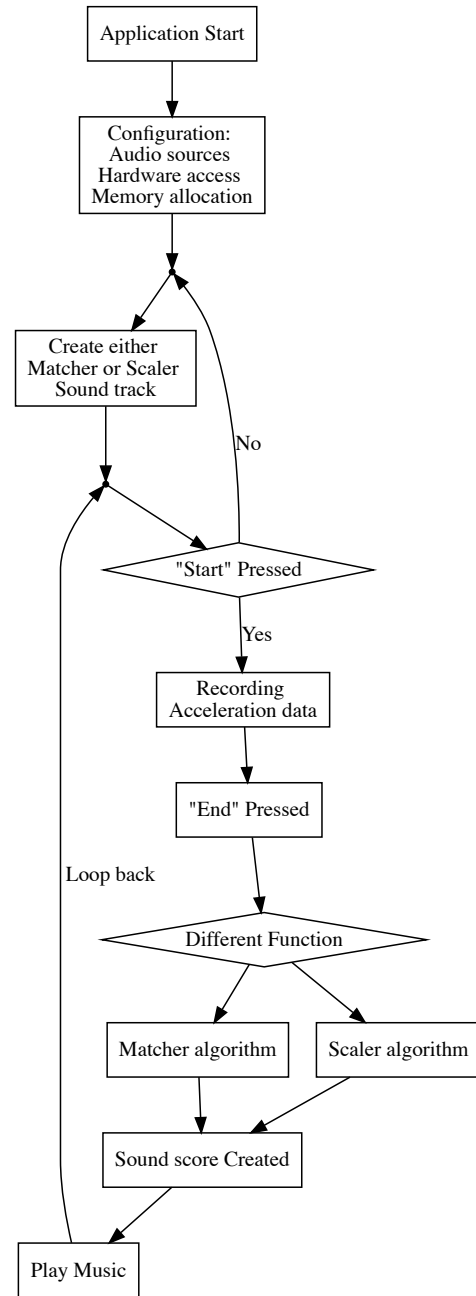 Application Start
Configuration:
Audio sources
Hardware access
Memory allocation
Create either
Matcher or Scaler
Sound track
No
"Start" Pressed
Yes
Recording
Acceleration data
"End" Pressed
Loop back
Different Function
Matcher algorithm
Scaler algorithm
Sound score Created
Play Music